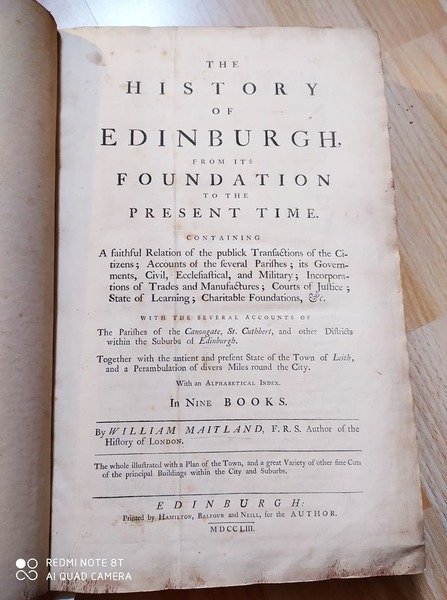 THE
HISTORY
OF
EDINBURGH,
FROM ITS
FOUNDATION
TO THE
PRESENT TIME.
CONTAINING
A faithful Relation of the publick Tranſactions of the Ci-
tizens; Accounts of the ſeveral Pariſhes; its Govern-
ments, Civil, Eccleſiaſtical, and Military; Incorpora-
tions of Trades and Manufactures; Courts of Juſtice;
State of Learning; Charitable Foundations, &c.
WITH THE SEVERAL ACCOUNTS OF
The Pariſhes of the Canongate, St. Cuthbert, and other Diſtricts
within the Suburbs of Edinburgh.
Together with the antient and preſent State of the Town of Leith,
and a Perambulation of divers Miles round the City.
With an ALPHABETICAL INDEX.
In NINE BOOKS.
By WILLIAM MAITLAND, F.R.S. Author of the
Hiſtory of LONDON.
The whole illuſtrated with a Plan of the Town, and a great Variety of other fine Cuts
of the principal Buildings within the City and Suburbs.
EDINBURGH:
Printed by HAMILTON, BALFOUR and NEILL, for the AUTHOR.
MDCCLIII.
REDMI NOTE 8T
AI QUAD CAMERA